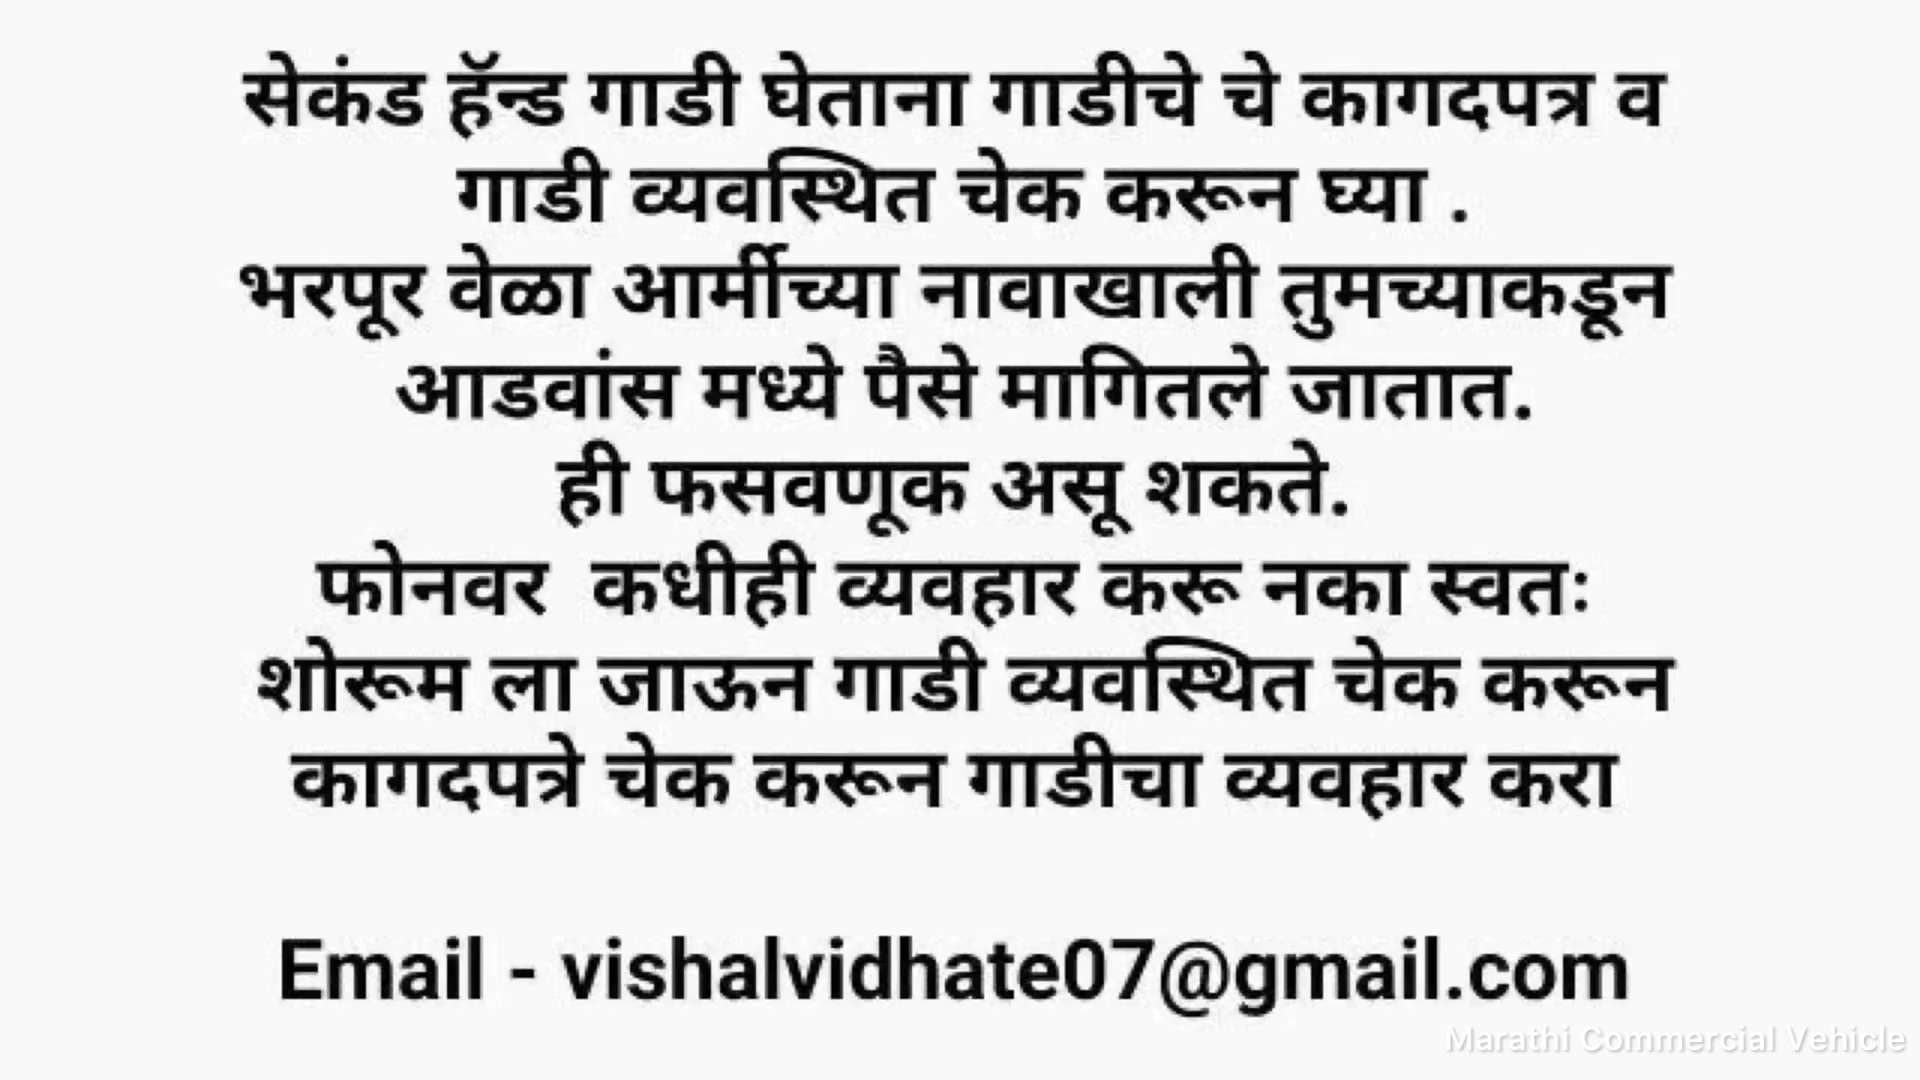 सेकंड हॅन्ड गाडी घेताना गाडीचे चे कागदपत्र व
गाडी व्यवस्थित चेक करून घ्या .
भरपूर वेळा आर्मीच्या नावाखाली तुमच्याकडून
आडवांस मध्ये पैसे मागितले जातात.
ही फसवणूक असू शकते.
फोनवर कधीही व्यवहार करू नका स्वतः
शोरूम ला जाऊन गाडी व्यवस्थित चेक करून
कागदपत्रे चेक करून गाडीचा व्यवहार करा
Email - vishalvidhate07@gmail.com
Marathi Commercial Vehicle